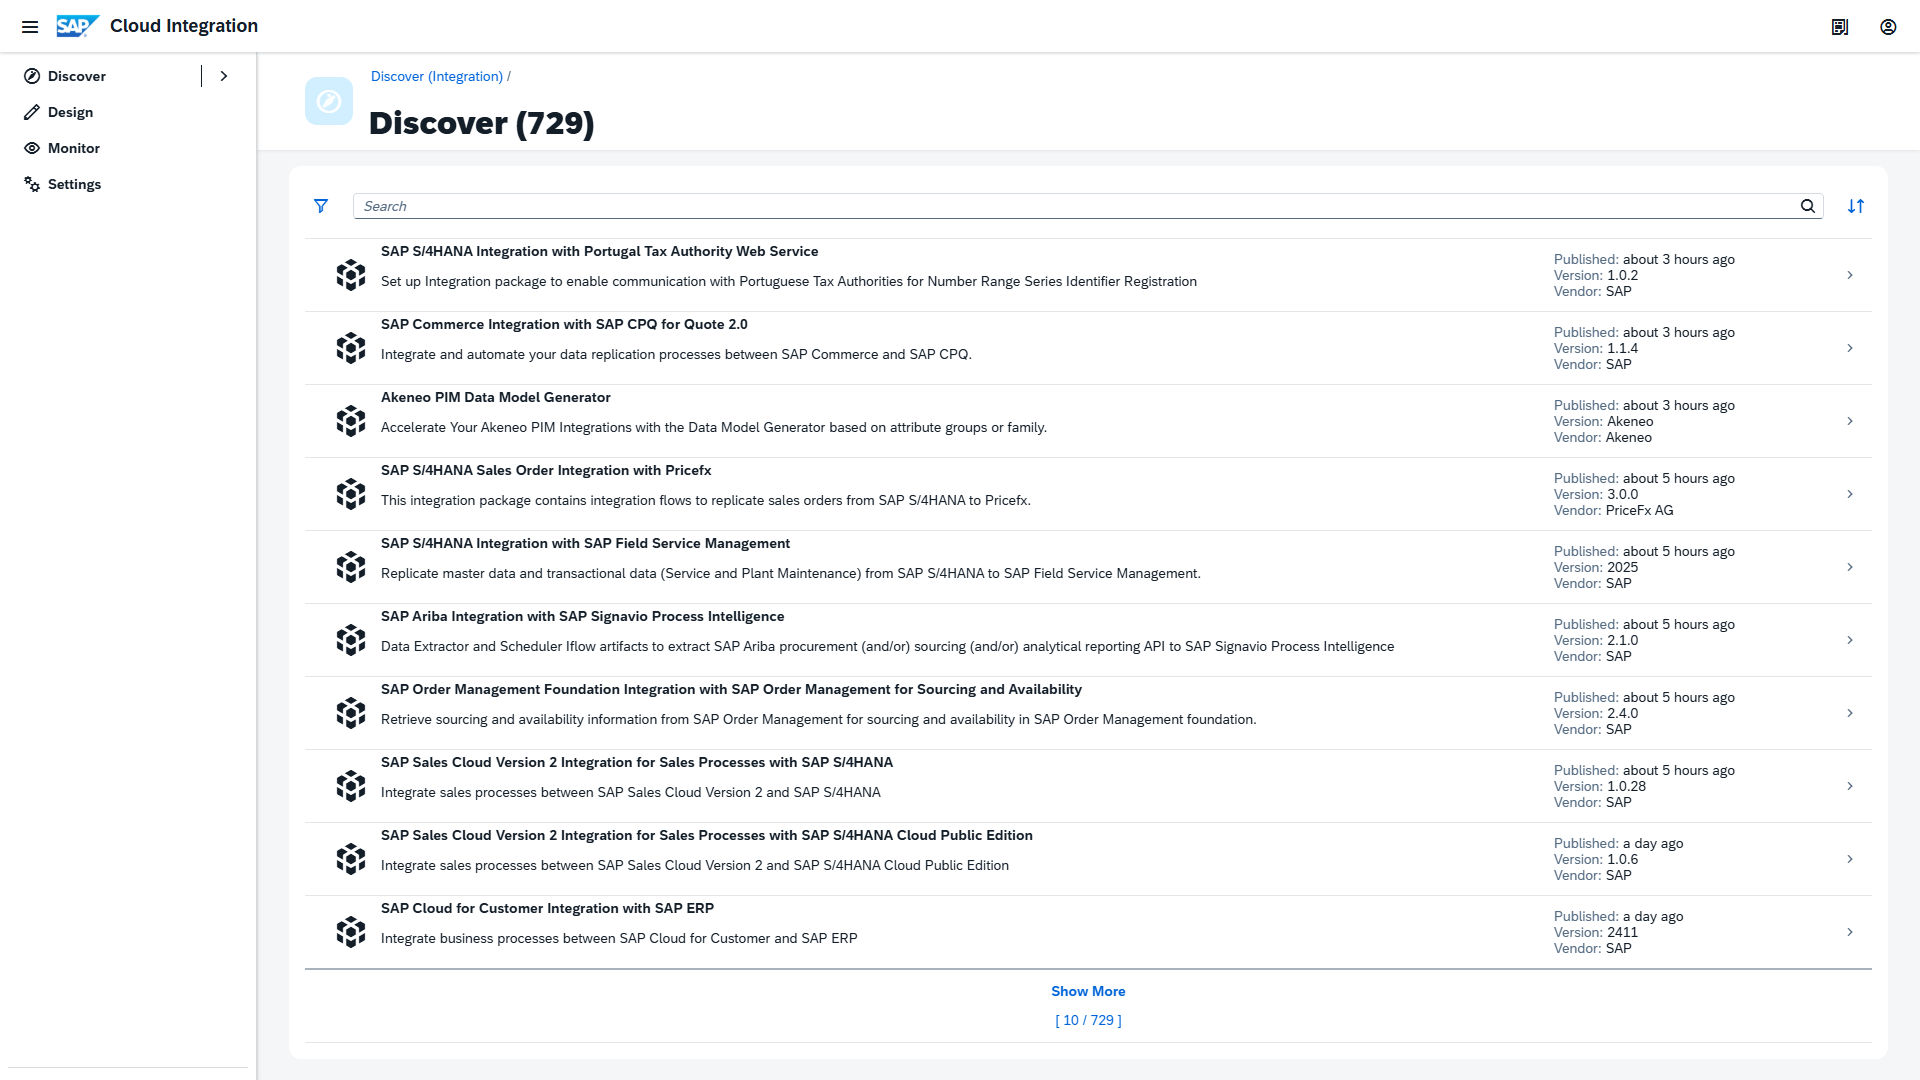 SAP Cloud Integration
Discover
Design
Monitor
Settings
Discover (Integration) /
Discover (729)
Search
SAP S/4HANA Integration with Portugal Tax Authority Web Service
Set up Integration package to enable communication with Portuguese Tax Authorities for Number Range Series Identifier Registration
Published: about 3 hours ago
Version: 1.0.2
Vendor: SAP
SAP Commerce Integration with SAP CPQ for Quote 2.0
Integrate and automate your data replication processes between SAP Commerce and SAP CPQ.
Published: about 3 hours ago
Version: 1.1.4
Vendor: SAP
Akeneo PIM Data Model Generator
Accelerate Your Akeneo PIM Integrations with the Data Model Generator based on attribute groups or family.
Published: about 3 hours ago
Version: Akeneo
Vendor: Akeneo
SAP S/4HANA Sales Order Integration with Pricefx
This integration package contains integration flows to replicate sales orders from SAP S/4HANA to Pricefx.
Published: about 5 hours ago
Version: 3.0.0
Vendor: PriceFx AG
SAP S/4HANA Integration with SAP Field Service Management
Replicate master data and transactional data (Service and Plant Maintenance) from SAP S/4HANA to SAP Field Service Management.
Published: about 5 hours ago
Version: 2025
Vendor: SAP
SAP Ariba Integration with SAP Signavio Process Intelligence
Data Extractor and Scheduler Iflow artifacts to extract SAP Ariba procurement (and/or) sourcing (and/or) analytical reporting API to SAP Signavio Process Intelligence
Published: about 5 hours ago
Version: 2.1.0
Vendor: SAP
SAP Order Management Foundation Integration with SAP Order Management for Sourcing and Availability
Retrieve sourcing and availability information from SAP Order Management for sourcing and availability in SAP Order Management foundation.
Published: about 5 hours ago
Version: 2.4.0
Vendor: SAP
SAP Sales Cloud Version 2 Integration for Sales Processes with SAP S/4HANA
Integrate sales processes between SAP Sales Cloud Version 2 and SAP S/4HANA
Published: about 5 hours ago
Version: 1.0.28
Vendor: SAP
SAP Sales Cloud Version 2 Integration for Sales Processes with SAP S/4HANA Cloud Public Edition
Integrate sales processes between SAP Sales Cloud Version 2 and SAP S/4HANA Cloud Public Edition
Published: a day ago
Version: 1.0.6
Vendor: SAP
SAP Cloud for Customer Integration with SAP ERP
Integrate business processes between SAP Cloud for Customer and SAP ERP
Published: a day ago
Version: 2411
Vendor: SAP
Show More
[ 10 / 729 ]